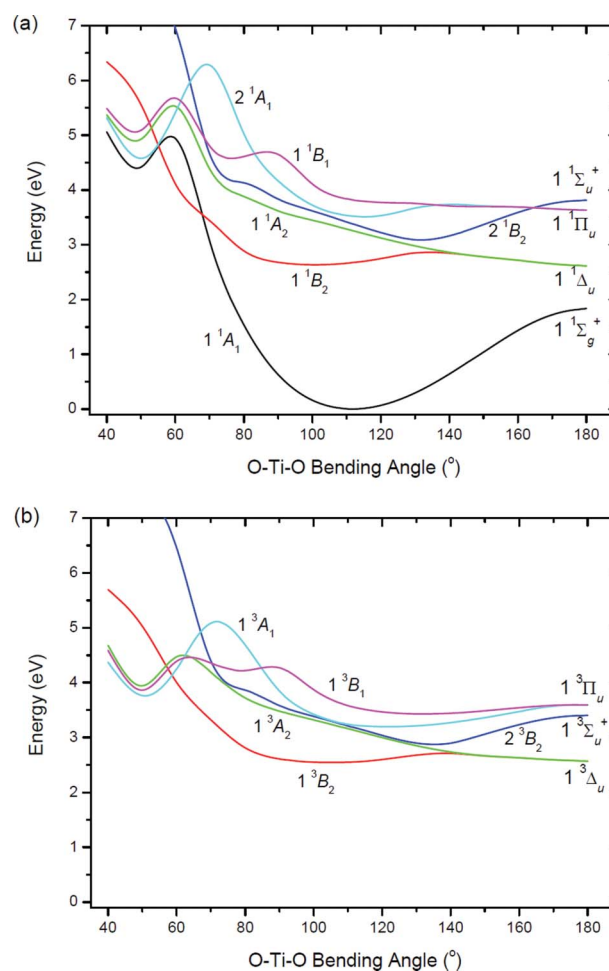 (a)
7
6
5
4
3
2
1
0
Energy (eV)
2 ¹A₁
1 ¹B₁
1 ¹A₂
1 ¹B₂
1 ¹A₁
2 ¹B₂
1 ¹Σᵤ⁺
1 ¹Πᵤ
1 ¹Δᵤ
1 ¹Σg⁺
40 60 80 100 120 140 160 180
O-Ti-O Bending Angle (°)
(b)
7
6
5
4
3
2
1
0
Energy (eV)
1 ³A₁
1 ³B₁
1 ³A₂
1 ³B₂
2 ³B₂
1 ³Πᵤ
1 ³Σᵤ⁺
1 ³Δᵤ
40 60 80 100 120 140 160 180
O-Ti-O Bending Angle (°)